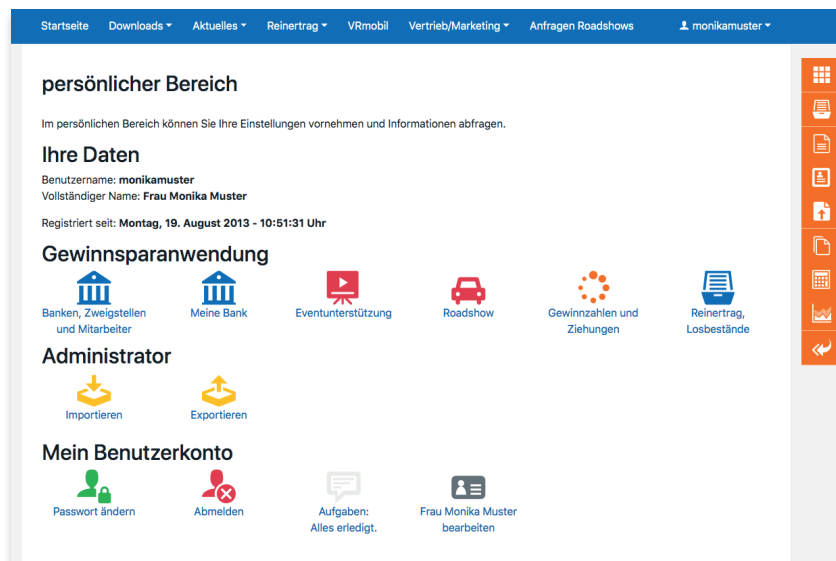 Startseite Downloads Aktuelles Reinertrag VRmobil Vertrieb/Marketing Anfragen Roadshows monikamuster
persönlicher Bereich
Im persönlichen Bereich können Sie Ihre Einstellungen vornehmen und Informationen abfragen.
Ihre Daten
Benutzername: monikamuster
Vollständiger Name: Frau Monika Muster
Registriert seit: Montag, 19. August 2013 - 10:51:31 Uhr
Gewinnsparanwendung
Banken, Zweigstellen
und Mitarbeiter
Meine Bank
Eventunterstützung
Roadshow
Gewinnzahlen und
Ziehungen
Reinertrag,
Losbestände
Administrator
Importieren
Exportieren
Mein Benutzerkonto
Passwort ändern
Abmelden
Aufgaben:
Alles erledigt.
Frau Monika Muster
bearbeiten